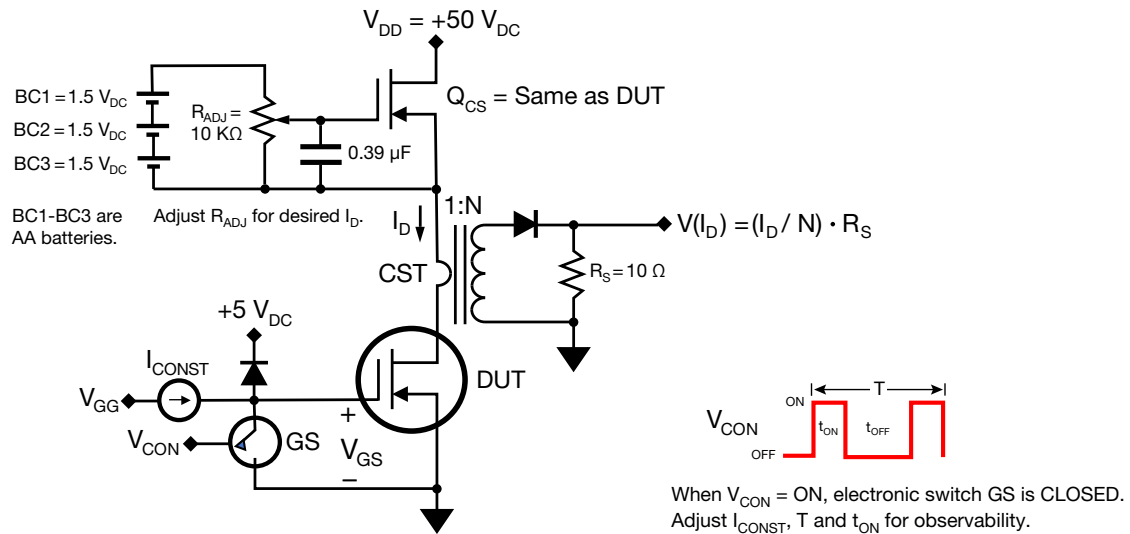 V_DD = +50 V_DC
BC1 = 1.5 V_DC
BC2 = 1.5 V_DC
BC3 = 1.5 V_DC
R_ADJ =
10 KΩ
Q_CS = Same as DUT
0.39 µF
BC1-BC3 are
AA batteries.
Adjust R_ADJ for desired I_D.
I_D
1:N
CST
V(I_D) = (I_D / N) · R_S
R_S = 10 Ω
+5 V_DC
I_CONST
V_GG
V_CON
GS
+
V_GS
–
DUT
V_CON
ON
OFF
T
t_ON
t_OFF
When V_CON = ON, electronic switch GS is CLOSED.
Adjust I_CONST, T and t_ON for observability.